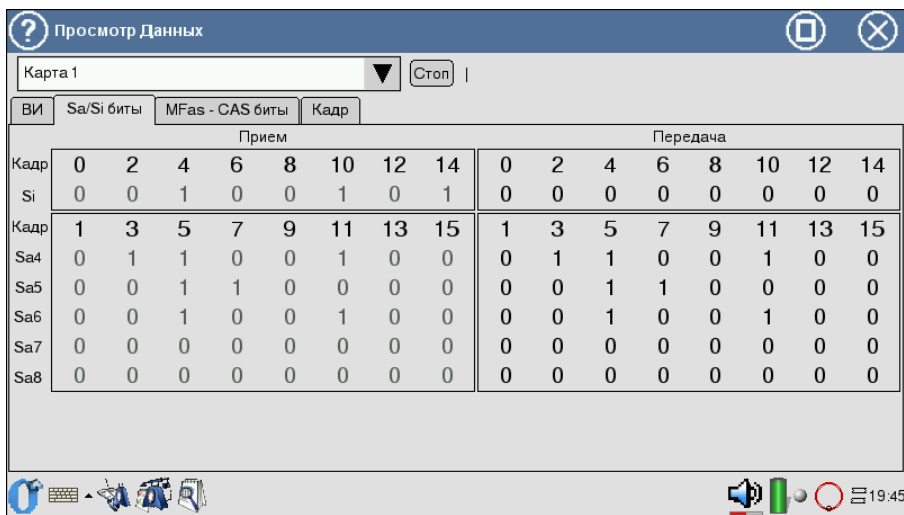 Просмотр Данных
Карта 1 Стоп
ВИ Sa/Si биты MFas - CAS биты Кадр
Прием Передача
Кадр 0 2 4 6 8 10 12 14 0 2 4 6 8 10 12 14
Si 0 0 1 0 0 1 0 1 0 0 0 0 0 0 0 0
Кадр 1 3 5 7 9 11 13 15 1 3 5 7 9 11 13 15
Sa4 0 1 1 0 0 1 0 0 0 1 1 0 0 1 0 0
Sa5 0 0 1 1 0 0 0 0 0 0 1 1 0 0 0 0
Sa6 0 0 1 0 0 1 0 0 0 0 1 0 0 1 0 0
Sa7 0 0 0 0 0 0 0 0 0 0 0 0 0 0 0 0
Sa8 0 0 0 0 0 0 0 0 0 0 0 0 0 0 0 0
19:45